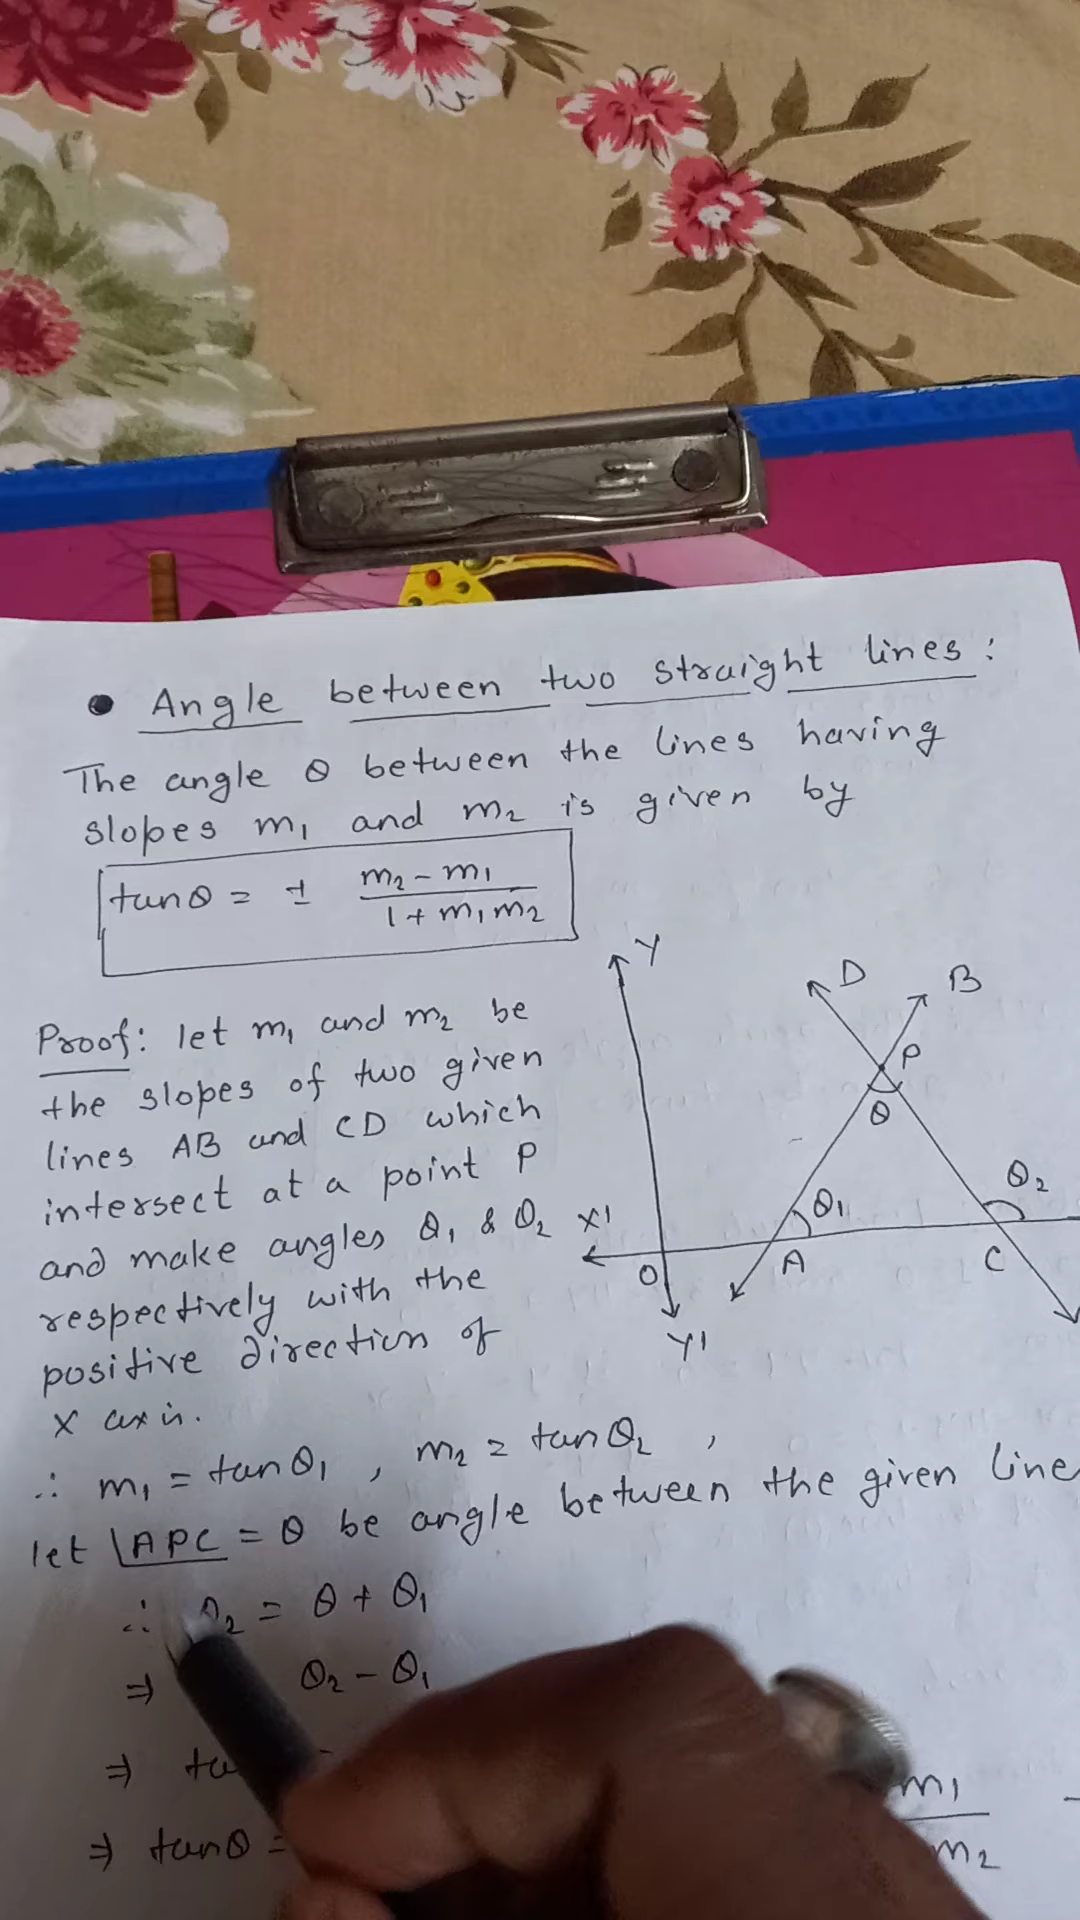 • Angle between two straight lines:
The angle θ between the lines having
slopes m₁ and m₂ is given by
tanθ = ± (m₂ - m₁)/(1 + m₁m₂)
Proof: let m₁ and m₂ be
the slopes of two given
lines AB and CD which
intersect at a point P
and make angles θ₁ & θ₂
respectively with the
positive direction of
X axis.
Y
D
B
P
θ
θ₁
θ₂
X'
O
A
C
Y'
∴ m₁ = tanθ₁ , m₂ = tanθ₂ ,
let ∠APC = θ be angle between the given line
∴ θ₂ = θ + θ₁
⇒ θ₂ - θ₁
⇒
⇒ tanθ =
m₁
m₂